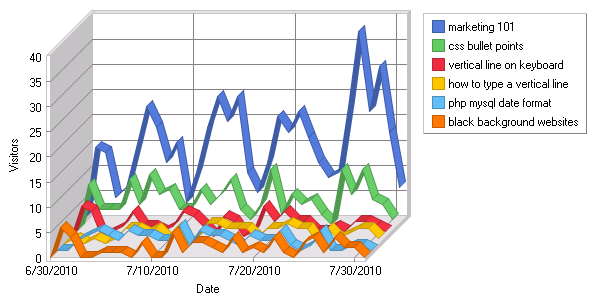 marketing 101
css bullet points
vertical line on keyboard
how to type a vertical line
php mysql date format
black background websites
Visitors
40
35
30
25
20
15
10
5
0
6/30/2010 7/10/2010 7/20/2010 7/30/2010
Date